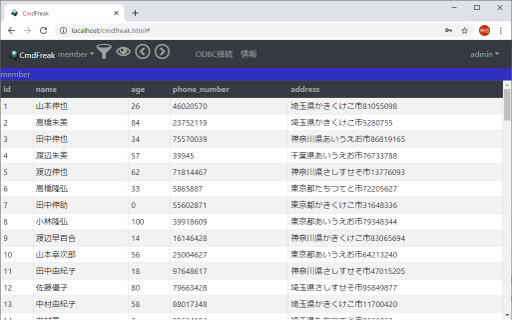 CmdFreak
localhost/cmdfreak.html#
CmdFreak member ODBC接続 情報 admin
member
id name age phone_number address
1 山本伸也 26 46020570 埼玉県かきくけこ市81055098
2 高橋朱美 84 23752119 埼玉県かきくけこ市5280755
3 田中伸也 34 75570039 神奈川県あいうえお市86819165
4 渡辺朱美 57 39945 千葉県あいうえお市76733788
5 渡辺伸也 62 71814467 神奈川県さしすせそ市13776093
6 高橋隆弘 33 5865887 東京都たちつてと市72205627
7 田中伸助 0 55602871 東京都かきくけこ市31648336
8 小林隆弘 100 39918609 東京都あいうえお市79348344
9 渡辺早百合 14 16146428 神奈川県かきくけこ市83065694
10 山本幸次郎 56 25004627 東京都あいうえお市64213240
11 田中由紀子 18 97648617 神奈川県さしすせそ市47015205
12 佐藤優子 80 79663428 埼玉県さしすせそ市95849877
13 中村由紀子 58 88017348 埼玉県かきくけこ市11700420